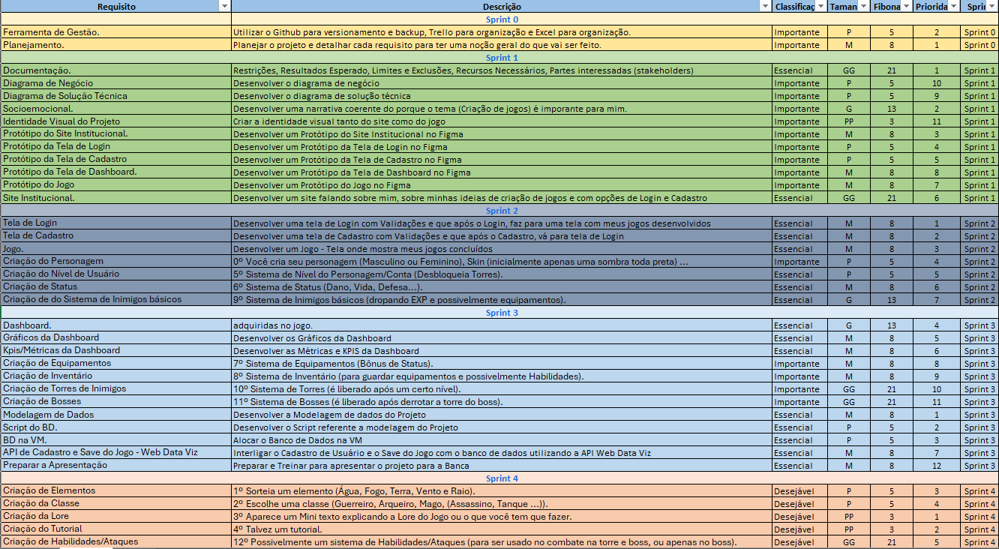 Requisito Descrição Classificaç Taman Fibona Priorida Sprin
Sprint 0
Ferramenta de Gestão. Utilizar o Github para versionamento e backup, Trello para organização e Excel para organização. Importante P 5 2 Sprint 0
Planejamento. Planejar o projeto e detalhar cada requisito para ter uma noção geral do que vai ser feito. Importante M 8 1 Sprint 0
Sprint 1
Documentação. Restrições, Resultados Esperado, Limites e Exclusões, Recursos Necessários, Partes interessadas (stakeholders) Essencial GG 21 1 Sprint 1
Diagrama de Negócio Desenvolver o diagrama de negócio Importante P 5 10 Sprint 1
Diagrama de Solução Técnica Desenvolver o diagrama de solução técnica Importante P 5 9 Sprint 1
Socioemocional. Desenvolver uma narrativa coerente do porque o tema (Criação de jogos) é imporante para mim. Importante G 13 2 Sprint 1
Identidade Visual do Projeto Criar a identidade visual tanto do site como do jogo Importante PP 3 11 Sprint 1
Protótipo do Site Institucional. Desenvolver um Protótipo do Site Institucional no Figma Importante M 8 3 Sprint 1
Protótipo da Tela de Login Desenvolver um Protótipo da Tela de Login no Figma Importante P 5 4 Sprint 1
Protótipo da Tela de Cadastro Desenvolver um Protótipo da Tela de Cadastro no Figma Importante P 5 5 Sprint 1
Protótipo da Tela de Dashboard. Desenvolver um Protótipo da Tela de Dashboard no Figma Importante M 8 8 Sprint 1
Protótipo do Jogo Desenvolver um Protótipo do Jogo no Figma Importante M 8 7 Sprint 1
Site Institucional. Desenvolver um site falando sobre mim, sobre minhas ideias de criação de jogos e com opções de Login e Cadastro Essencial GG 21 6 Sprint 1
Sprint 2
Tela de Login Desenvolver uma tela de Login com Validações e que após o Login, faz para uma tela com meus jogos desenvolvidos Essencial M 8 1 Sprint 2
Tela de Cadastro Desenvolver uma tela de Cadastro com Validações e que após o Cadastro, vá para tela de Login Essencial M 8 2 Sprint 2
Jogo. Desenvolver um Jogo - Tela onde mostra meus jogos concluídos Essencial M 8 3 Sprint 2
Criação do Personagem 0º Você cria seu personagem (Masculino ou Feminino), Skin (inicialmente apenas uma sombra toda preta) ... Importante P 5 4 Sprint 2
Criação do Nível de Usuário 5º Sistema de Nível do Personagem/Conta (Desbloqueia Torres). Essencial P 5 5 Sprint 2
Criação de Status 6º Sistema de Status (Dano, Vida, Defesa...). Essencial M 8 6 Sprint 2
Criação de do Sistema de Inimigos básicos 9º Sistema de Inimigos básicos (dropando EXP e possivelmente equipamentos). Essencial G 13 7 Sprint 2
Sprint 3
Dashboard. adquiridas no jogo. Essencial G 13 4 Sprint 3
Gráficos da Dashboard Desenvolver os Gráficos da Dashboard Essencial M 8 5 Sprint 3
Kpis/Métricas da Dashboard Desenvolver as Métricas e KPIS da Dashboard Essencial M 8 6 Sprint 3
Criação de Equipamentos 7º Sistema de Equipamentos (Bônus de Status). Importante M 8 8 Sprint 3
Criação de Inventário 8º Sistema de Inventário (para guardar equipamentos e possivelmente Habilidades). Importante M 8 9 Sprint 3
Criação de Torres de Inimigos 10º Sistema de Torres (é liberado após um certo nível). Importante GG 21 10 Sprint 3
Criação de Bosses 11º Sistema de Bosses (é liberado após derrotar a torre do boss). Importante GG 21 11 Sprint 3
Modelagem de Dados Desenvolver a Modelagem de dados do Projeto Essencial M 8 1 Sprint 3
Script do BD. Desenvolver o Script referente a modelagem do Projeto Essencial P 5 2 Sprint 3
BD na VM. Alocar o Banco de Dados na VM Essencial P 5 3 Sprint 3
API de Cadastro e Save do Jogo - Web Data Viz Interligar o Cadastro de Usuário e o Save do Jogo com o banco de dados utilizando a API Web Data Viz Essencial M 8 7 Sprint 3
Preparar a Apresentação Preparar e Treinar para apresentar o projeto para a Banca Essencial M 8 12 Sprint 3
Sprint 4
Criação de Elementos 1º Sorteia um elemento (Água, Fogo, Terra, Vento e Raio). Desejável P 5 3 Sprint 4
Criação da Classe 2º Escolhe uma classe (Guerreiro, Arqueiro, Mago, (Assassino, Tanque ...)). Desejável P 5 4 Sprint 4
Criação da Lore 3º Aparece um Mini texto explicando a Lore do Jogo ou o que você tem que fazer. Desejável PP 3 1 Sprint 4
Criação do Tutorial 4º Talvez um tutorial. Desejável PP 3 2 Sprint 4
Criação de Habilidades/Ataques 12º Possivelmente um sistema de Habilidades/Ataques (para ser usado no combate na torre e boss, ou apenas no boss). Desejável GG 21 5 Sprint 4